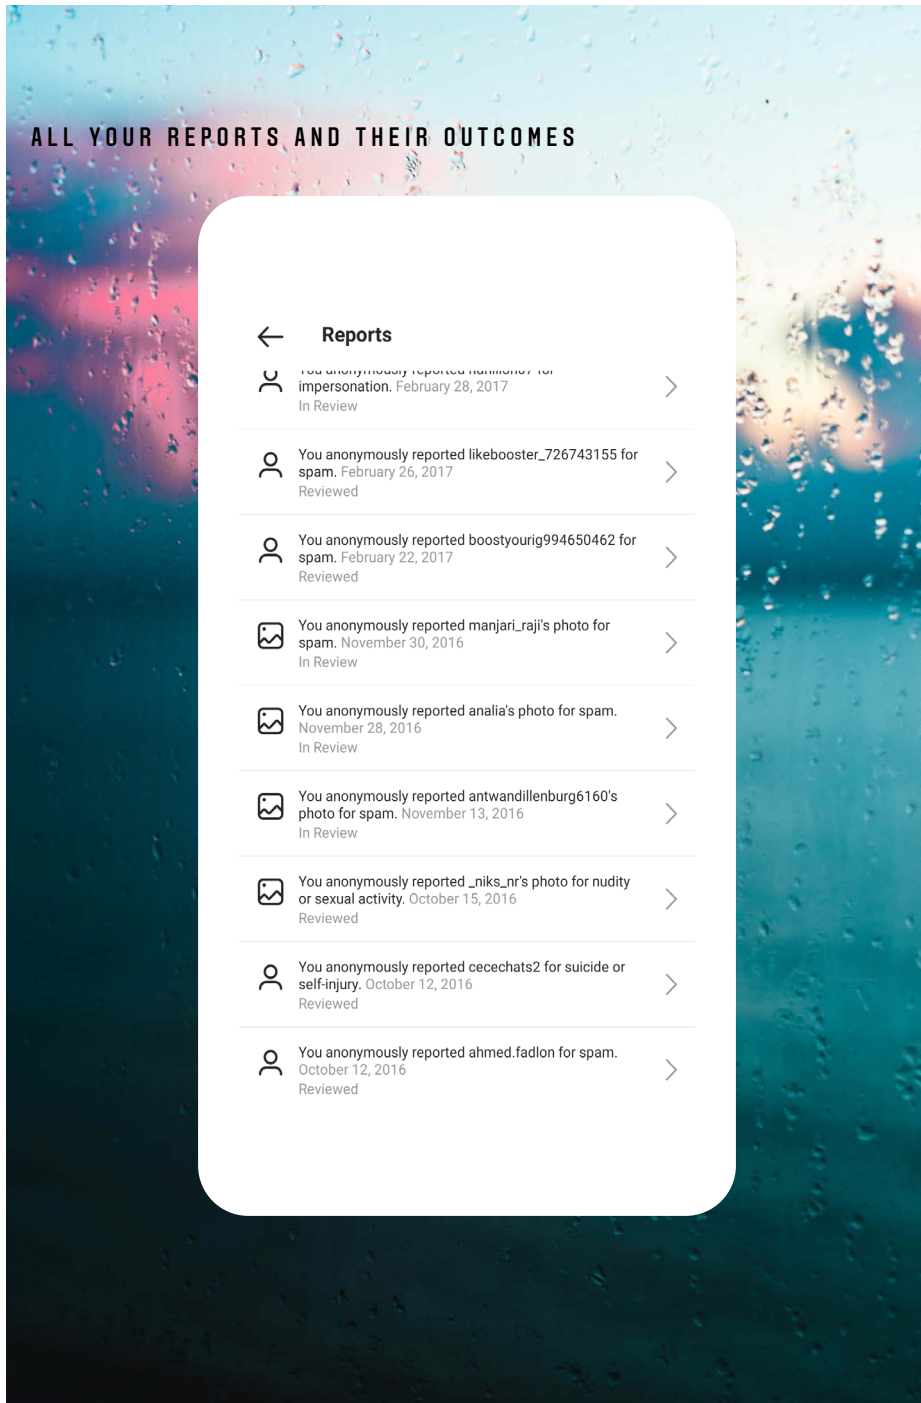 ALL YOUR REPORTS AND THEIR OUTCOMES
Reports
You anonymously reported for
impersonation. February 28, 2017
In Review
You anonymously reported likebooster_726743155 for
spam. February 26, 2017
Reviewed
You anonymously reported boostyourig994650462 for
spam. February 22, 2017
Reviewed
You anonymously reported manjari_raji's photo for
spam. November 30, 2016
In Review
You anonymously reported analia's photo for spam.
November 28, 2016
In Review
You anonymously reported antwandillenburg6160's
photo for spam. November 13, 2016
In Review
You anonymously reported _niks_nr's photo for nudity
or sexual activity. October 15, 2016
Reviewed
You anonymously reported cecechats2 for suicide or
self-injury. October 12, 2016
Reviewed
You anonymously reported ahmed.fadlon for spam.
October 12, 2016
Reviewed